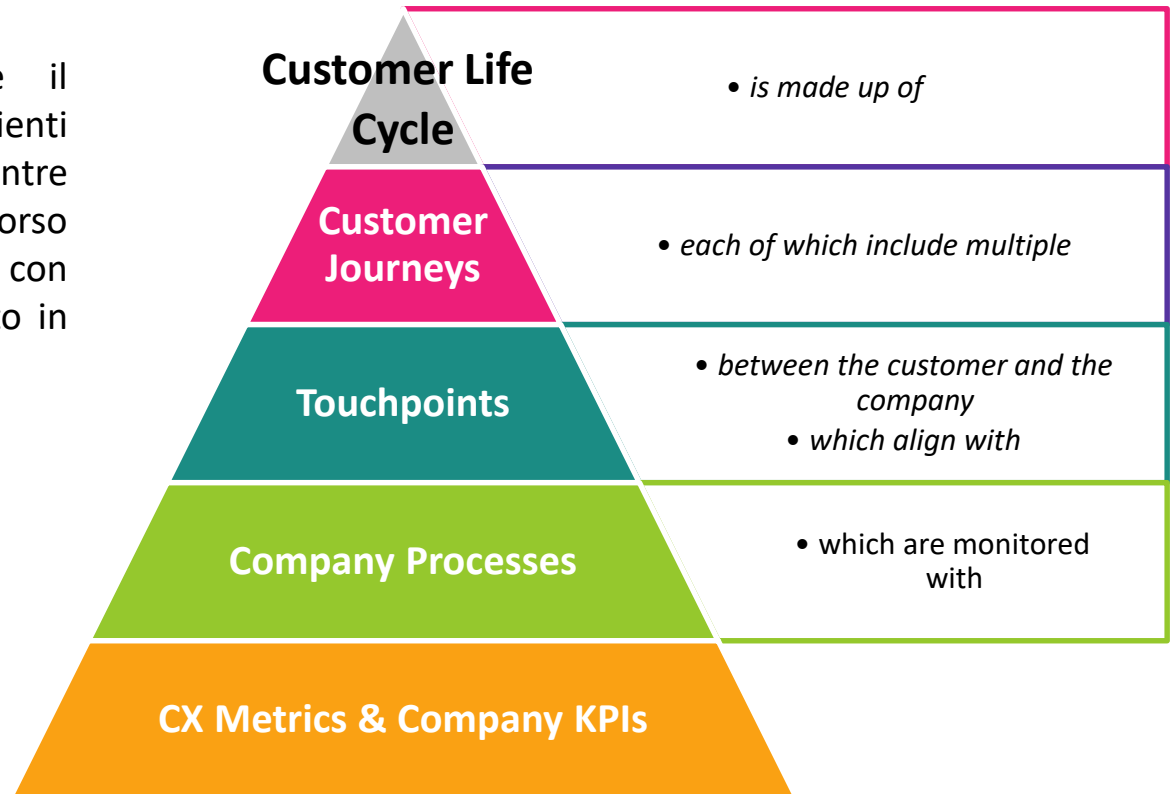 e il
ienti
ntre
orso
con
o in
Customer Life
Cycle
• is made up of
Customer
Journeys
• each of which include multiple
Touchpoints
• between the customer and the
company
• which align with
Company Processes
• which are monitored
with
CX Metrics & Company KPIs